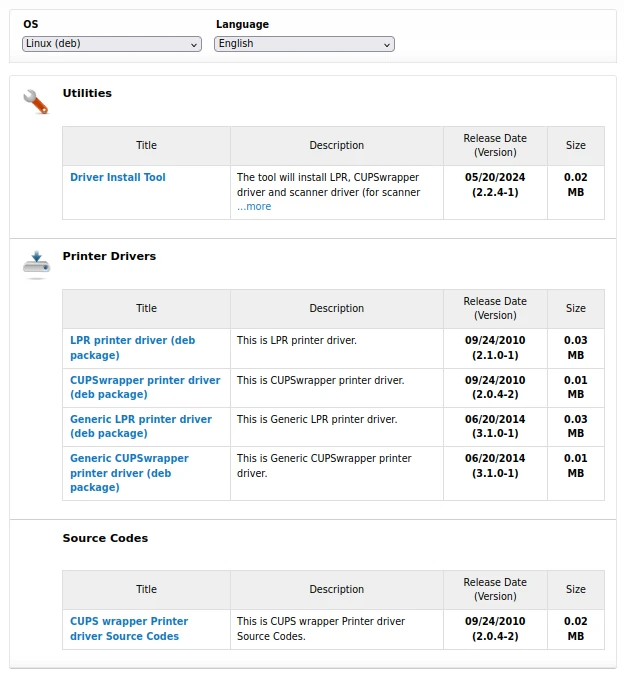 OS Language
Linux (deb) English
Utilities
Title Description Release Date
(Version) Size
Driver Install Tool The tool will install LPR, CUPSwrapper
driver and scanner driver (for scanner
...more 05/20/2024
(2.2.4-1) 0.02
MB
Printer Drivers
Title Description Release Date
(Version) Size
LPR printer driver (deb
package) This is LPR printer driver. 09/24/2010
(2.1.0-1) 0.03
MB
CUPSwrapper printer driver
(deb package) This is CUPSwrapper printer driver. 09/24/2010
(2.0.4-2) 0.01
MB
Generic LPR printer driver
(deb package) This is Generic LPR printer driver. 06/20/2014
(3.1.0-1) 0.03
MB
Generic CUPSwrapper
printer driver (deb
package) This is Generic CUPSwrapper printer
driver. 06/20/2014
(3.1.0-1) 0.01
MB
Source Codes
Title Description Release Date
(Version) Size
CUPS wrapper Printer
driver Source Codes This is CUPS wrapper Printer driver
Source Codes. 09/24/2010
(2.0.4-2) 0.02
MB